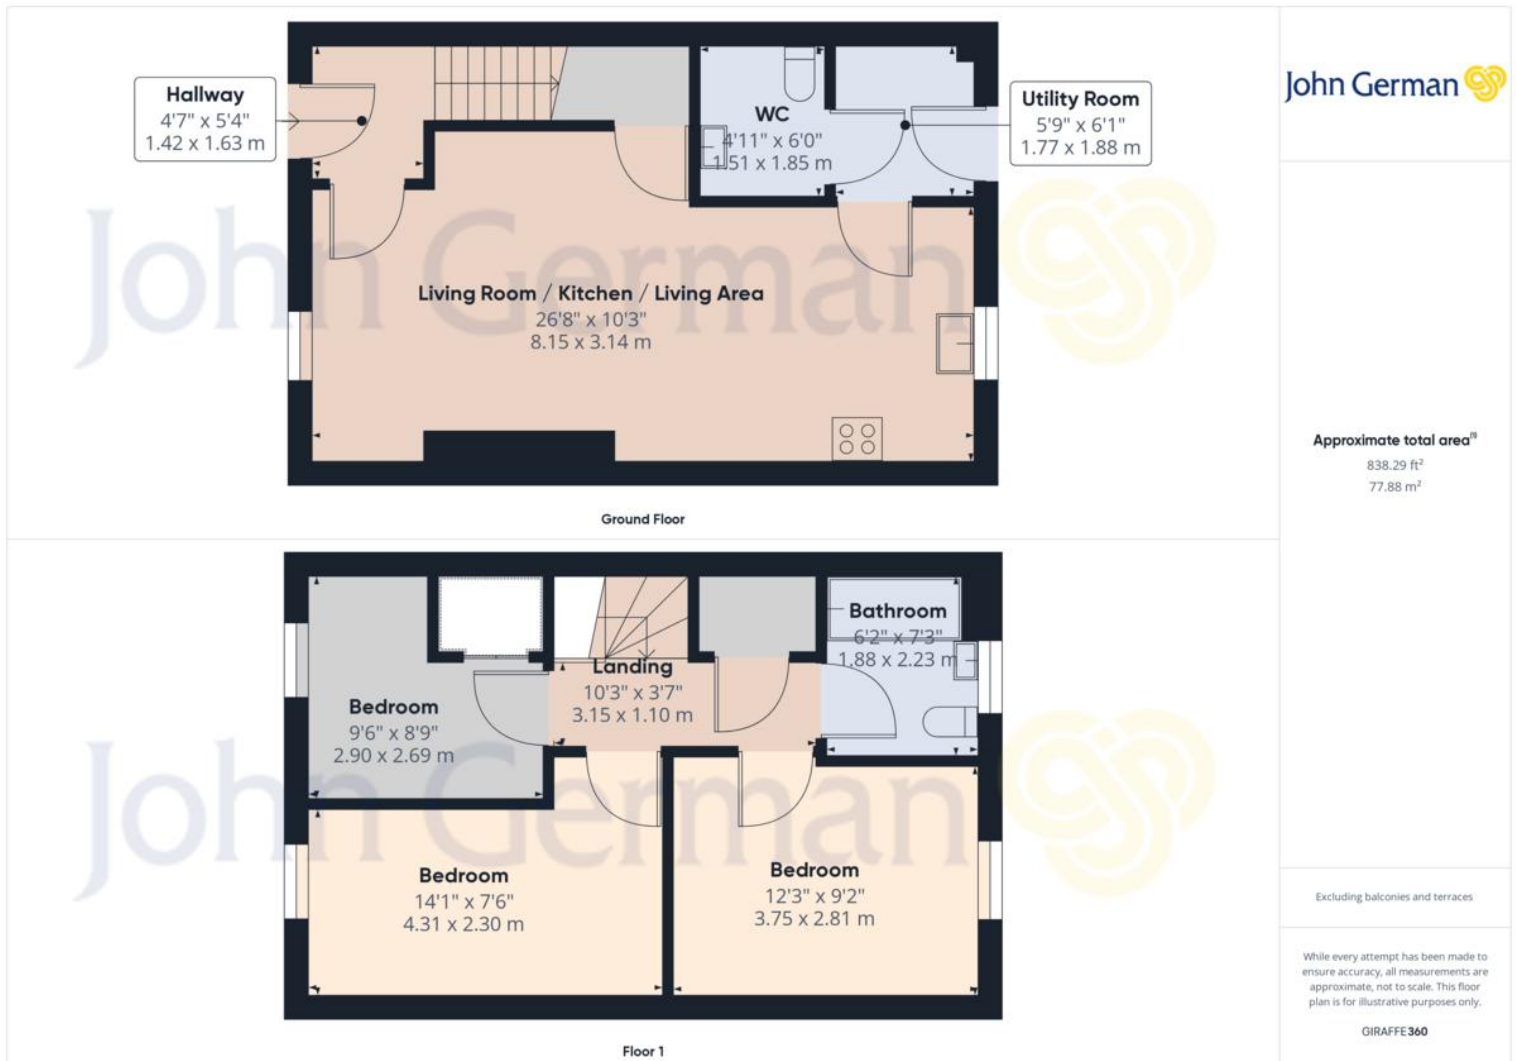 Hallway
4'7" x 5'4"
1.42 x 1.63 m
WC
4'11" x 6'0"
1.51 x 1.85 m
Utility Room
5'9" x 6'1"
1.77 x 1.88 m
John German
Living Room / Kitchen / Living Area
26'8" x 10'3"
8.15 x 3.14 m
Ground Floor
John German
Approximate total area⁽¹⁾
838.29 ft²
77.88 m²
Bathroom
6'2" x 7'3"
1.88 x 2.23 m
Landing
10'3" x 3'7"
3.15 x 1.10 m
Bedroom
9'6" x 8'9"
2.90 x 2.69 m
John German
Bedroom
14'1" x 7'6"
4.31 x 2.30 m
Bedroom
12'3" x 9'2"
3.75 x 2.81 m
Floor 1
Excluding balconies and terraces
While every attempt has been made to
ensure accuracy, all measurements are
approximate, not to scale. This floor
plan is for illustrative purposes only.
GIRAFFE360